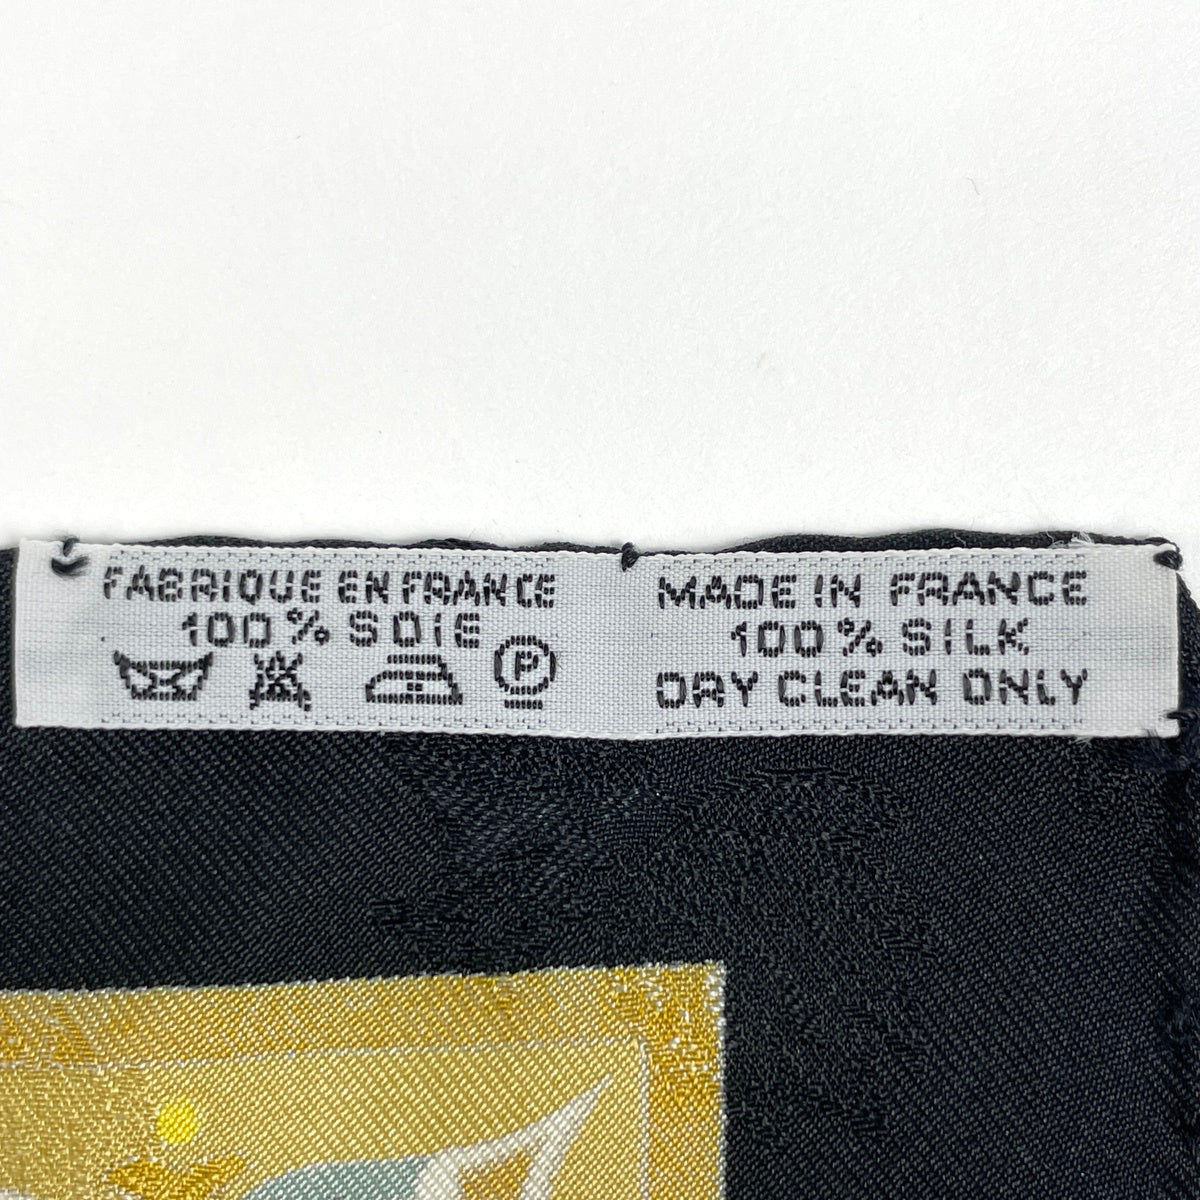 FABRIQUE EN FRANCE
100% SOIE
P
MADE IN FRANCE
100% SILK
DRY CLEAN ONLY